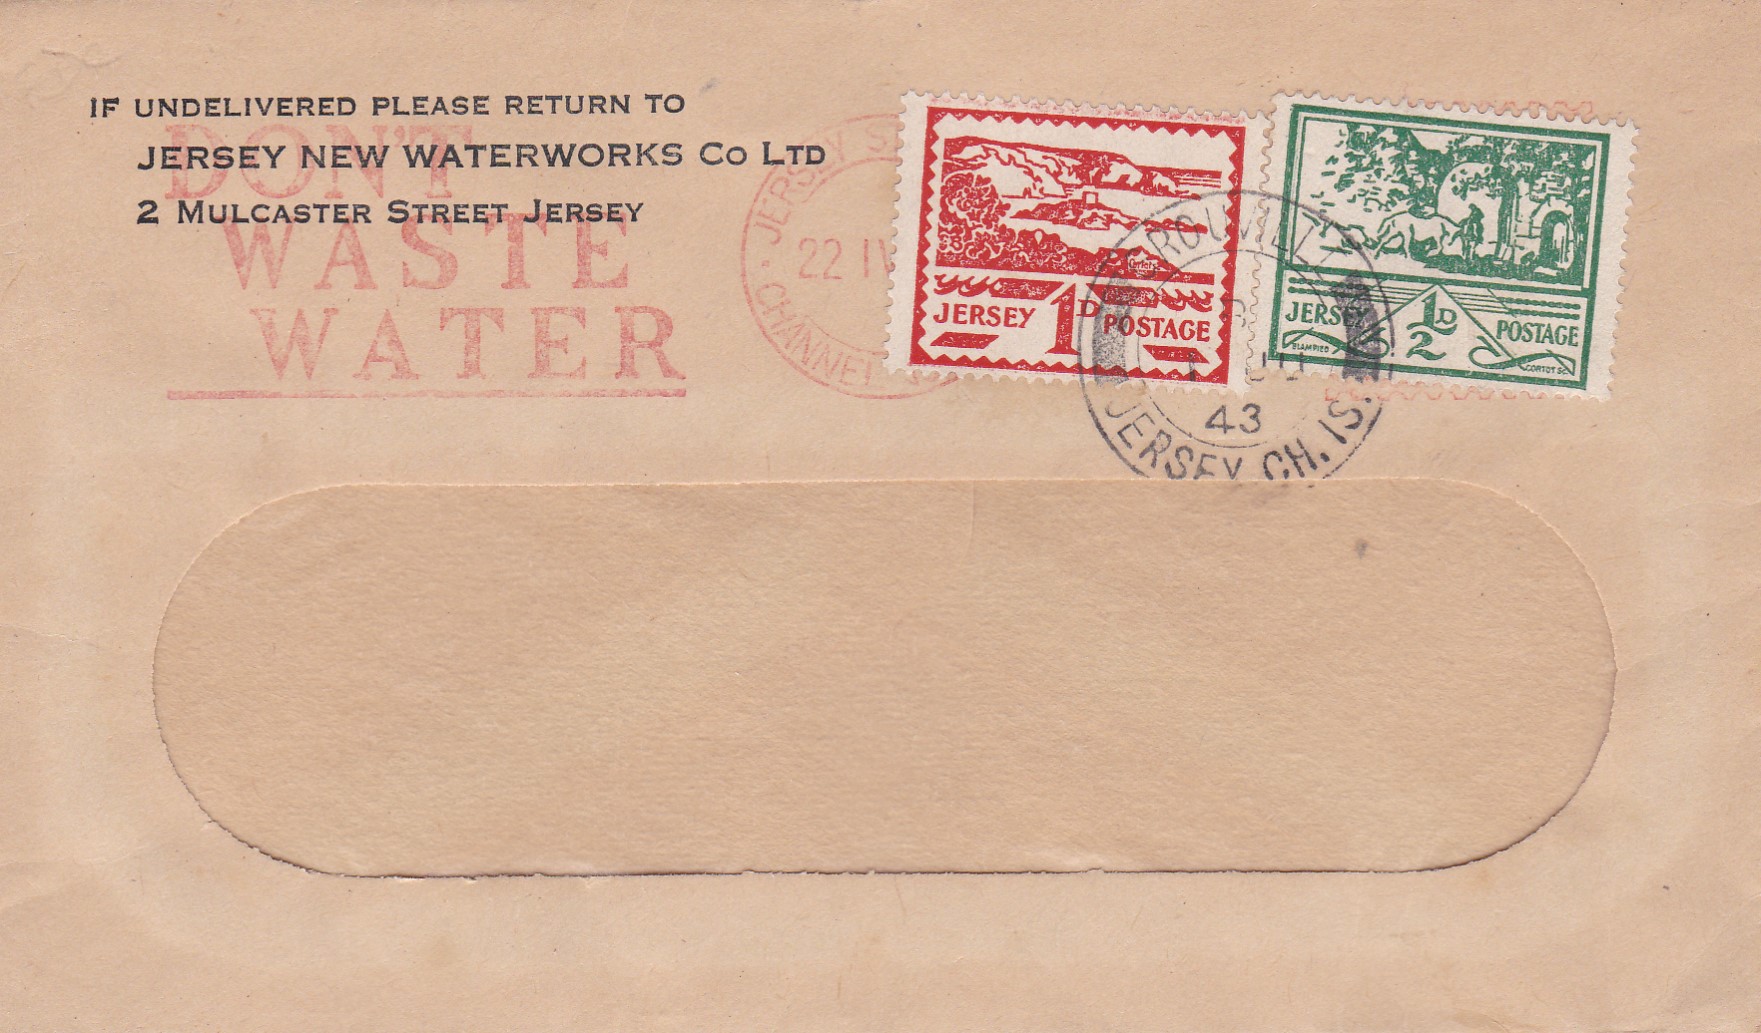 IF UNDELIVERED PLEASE RETURN TO
JERSEY NEW WATERWORKS Co LTD
2 MULCASTER STREET JERSEY
DON'T
WASTE
WATER
JERSEY
22 IV
CHANNEL
JERSEY 1D POSTAGE
JERSEY ½D POSTAGE
BLAMPIED
CORTOT SC.
43
JERSEY CH. IS.